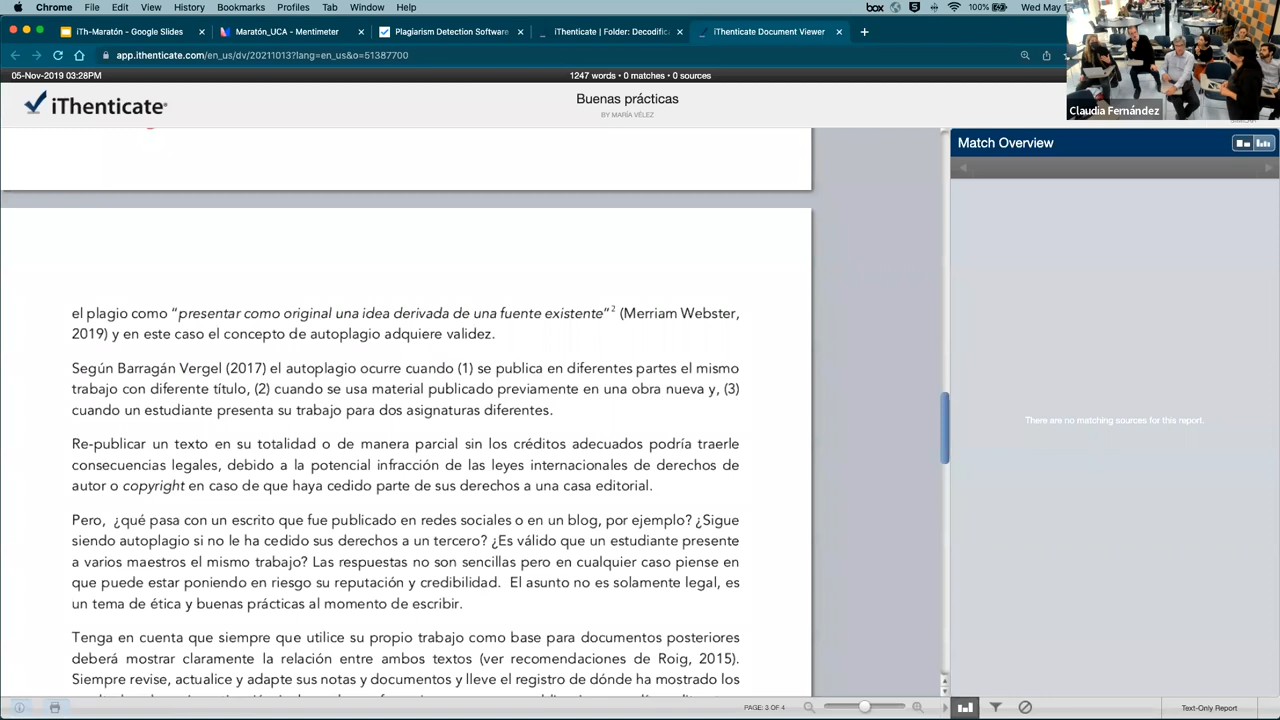 Chrome File Edit View History Bookmarks Profiles Tab Window Help box 5 100% Wed May
iTh-Maratón - Google Slides × Maratón_UCA - Mentimeter × Plagiarism Detection Software × iThenticate | Folder: Decodific × iThenticate Document Viewer × +
app.ithenticate.com/en_us/dv/20211013?lang=en_us&o=51387700
05-Nov-2019 03:28PM
1247 words • 0 matches • 0 sources
iThenticate®
Buenas prácticas
BY MARÍA VÉLEZ
Claudia Fernández
Match Overview
There are no matching sources for this report.
el plagio como “presentar como original una idea derivada de una fuente existente”² (Merriam Webster,
2019) y en este caso el concepto de autoplagio adquiere validez.
Según Barragán Vergel (2017) el autoplagio ocurre cuando (1) se publica en diferentes partes el mismo
trabajo con diferente título, (2) cuando se usa material publicado previamente en una obra nueva y, (3)
cuando un estudiante presenta su trabajo para dos asignaturas diferentes.
Re-publicar un texto en su totalidad o de manera parcial sin los créditos adecuados podría traerle
consecuencias legales, debido a la potencial infracción de las leyes internacionales de derechos de
autor o copyright en caso de que haya cedido parte de sus derechos a una casa editorial.
Pero, ¿qué pasa con un escrito que fue publicado en redes sociales o en un blog, por ejemplo? ¿Sigue
siendo autoplagio si no le ha cedido sus derechos a un tercero? ¿Es válido que un estudiante presente
a varios maestros el mismo trabajo? Las respuestas no son sencillas pero en cualquier caso piense en
que puede estar poniendo en riesgo su reputación y credibilidad. El asunto no es solamente legal, es
un tema de ética y buenas prácticas al momento de escribir.
Tenga en cuenta que siempre que utilice su propio trabajo como base para documentos posteriores
deberá mostrar claramente la relación entre ambos textos (ver recomendaciones de Roig, 2015).
Siempre revise, actualice y adapte sus notas y documentos y lleve el registro de dónde ha mostrado los
PAGE: 3 OF 4
Text-Only Report